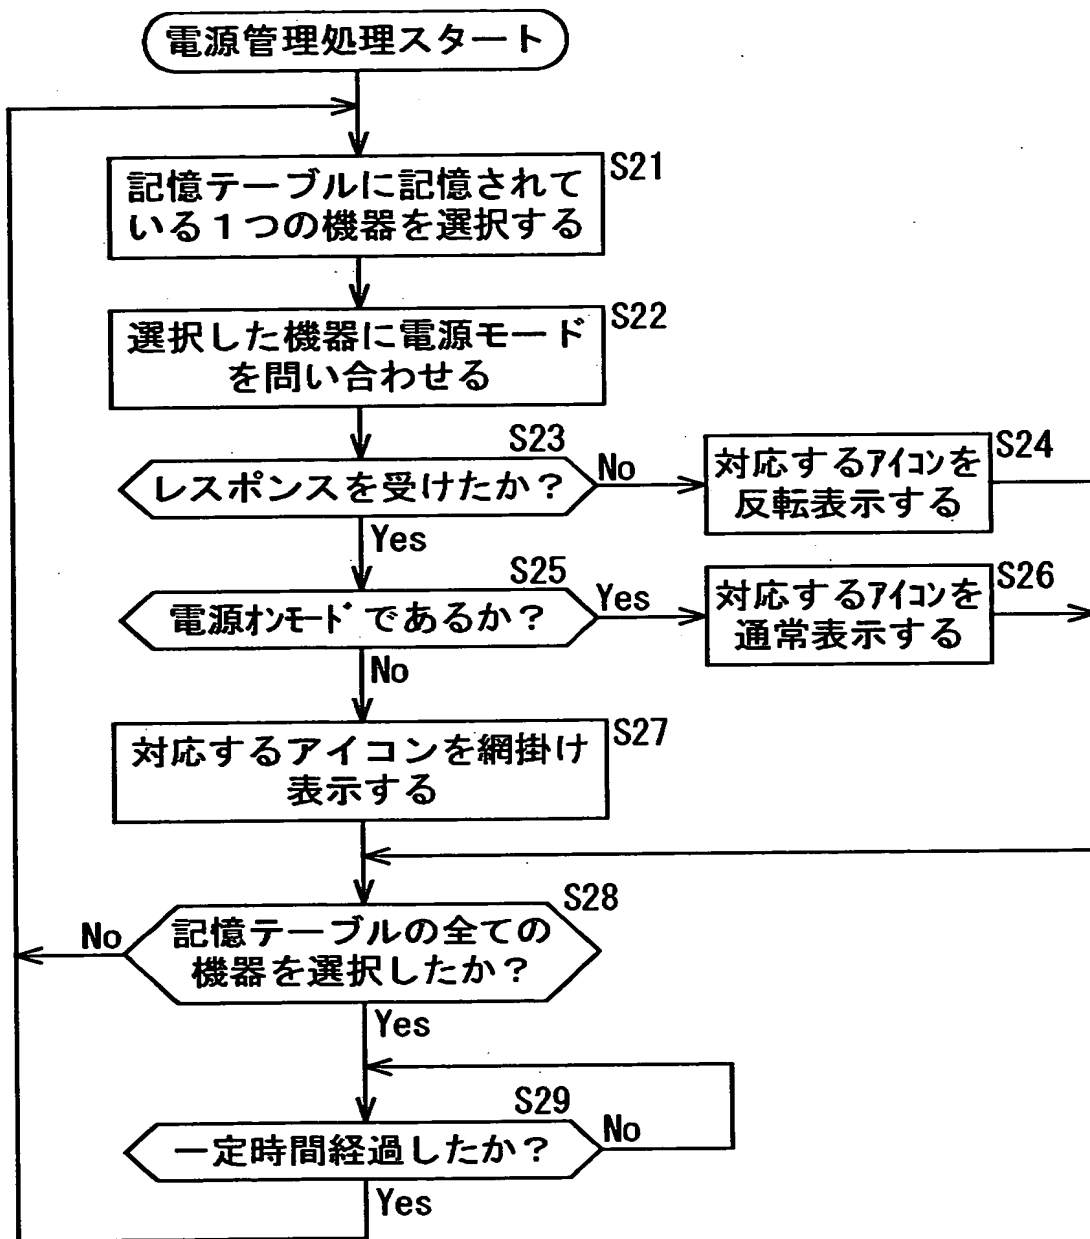 電源管理処理スタート
S21
記憶テーブルに記憶されて
いる1つの機器を選択する
S22
選択した機器に電源モード
を問い合わせる
S23
レスポンスを受けたか?
No
S24
対応するアイコンを
反転表示する
Yes
S25
電源オンモードであるか?
Yes
S26
対応するアイコンを
通常表示する
No
S27
対応するアイコンを網掛け
表示する
S28
記憶テーブルの全ての
機器を選択したか?
No
Yes
S29
一定時間経過したか?
No
Yes